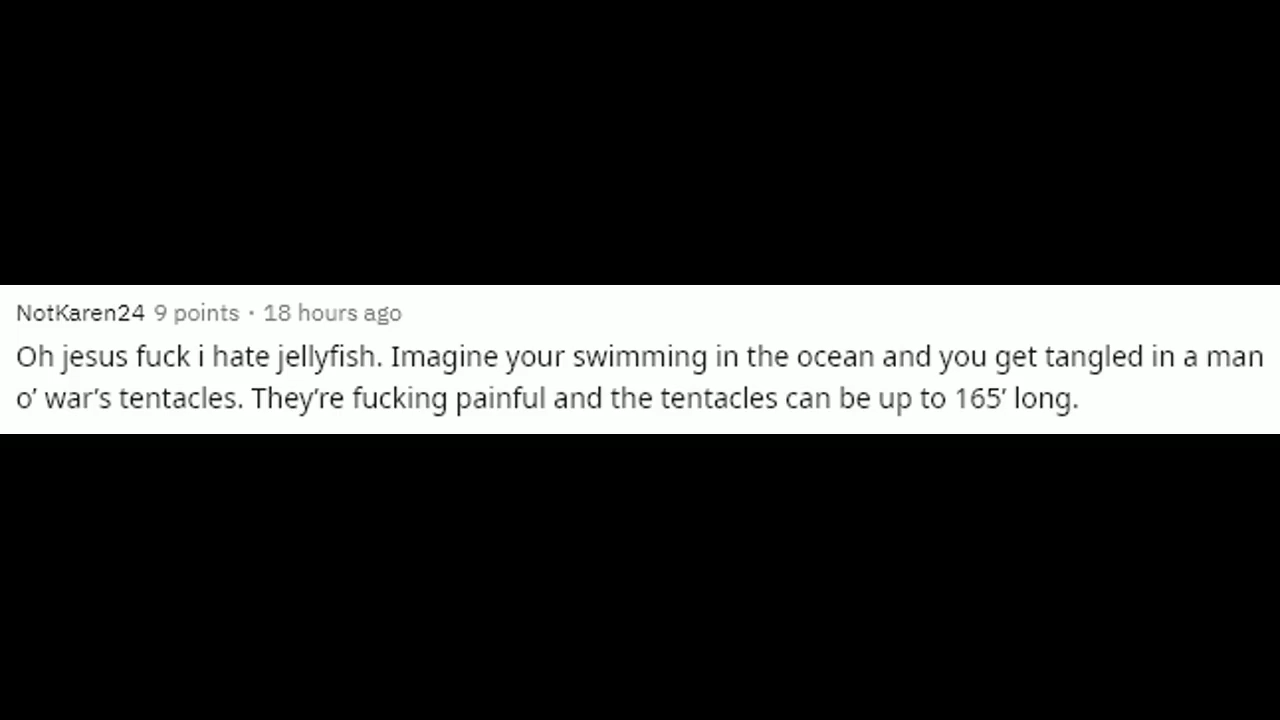 NotKaren24 9 points · 18 hours ago
Oh jesus fuck i hate jellyfish. Imagine your swimming in the ocean and you get tangled in a man
o’ war’s tentacles. They’re fucking painful and the tentacles can be up to 165’ long.